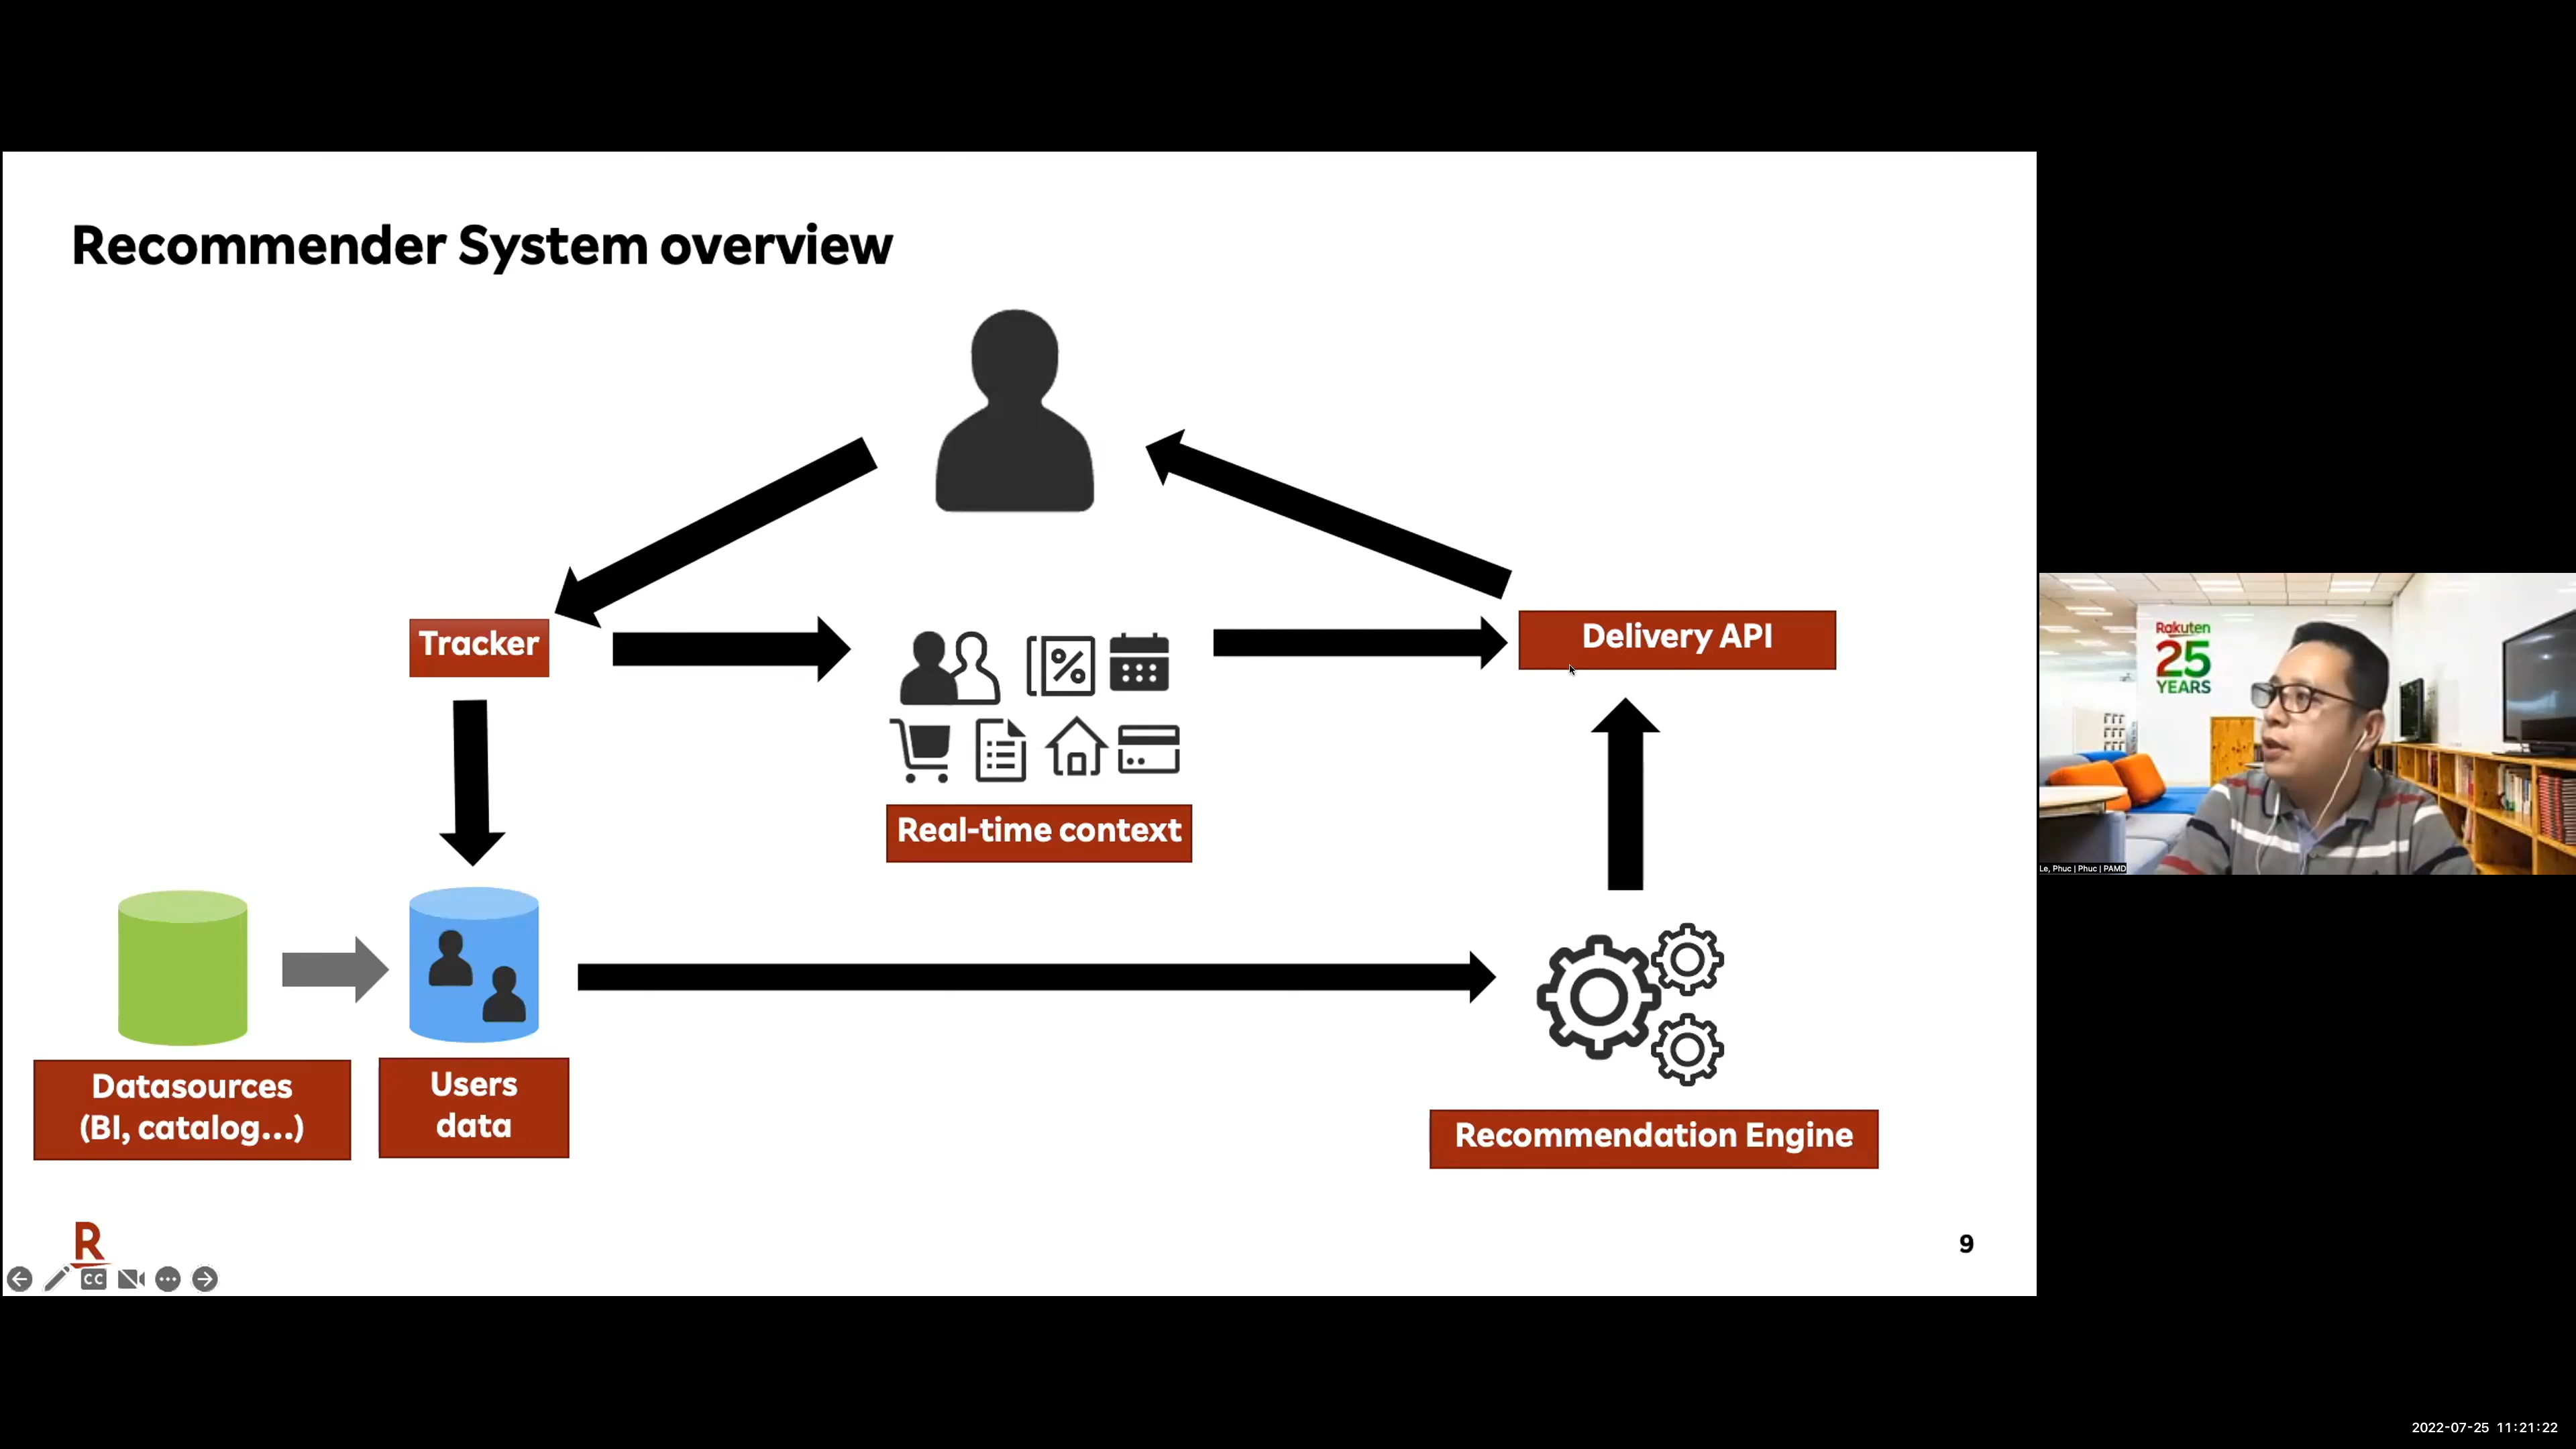 Recommender System overview
Tracker
Delivery API
Real-time context
Datasources
(BI, catalog...)
Users
data
Recommendation Engine
R
9
CC
Rakuten
25
YEARS
Le, Phuc | Phuc | PAMD
2022-07-25 11:21:22